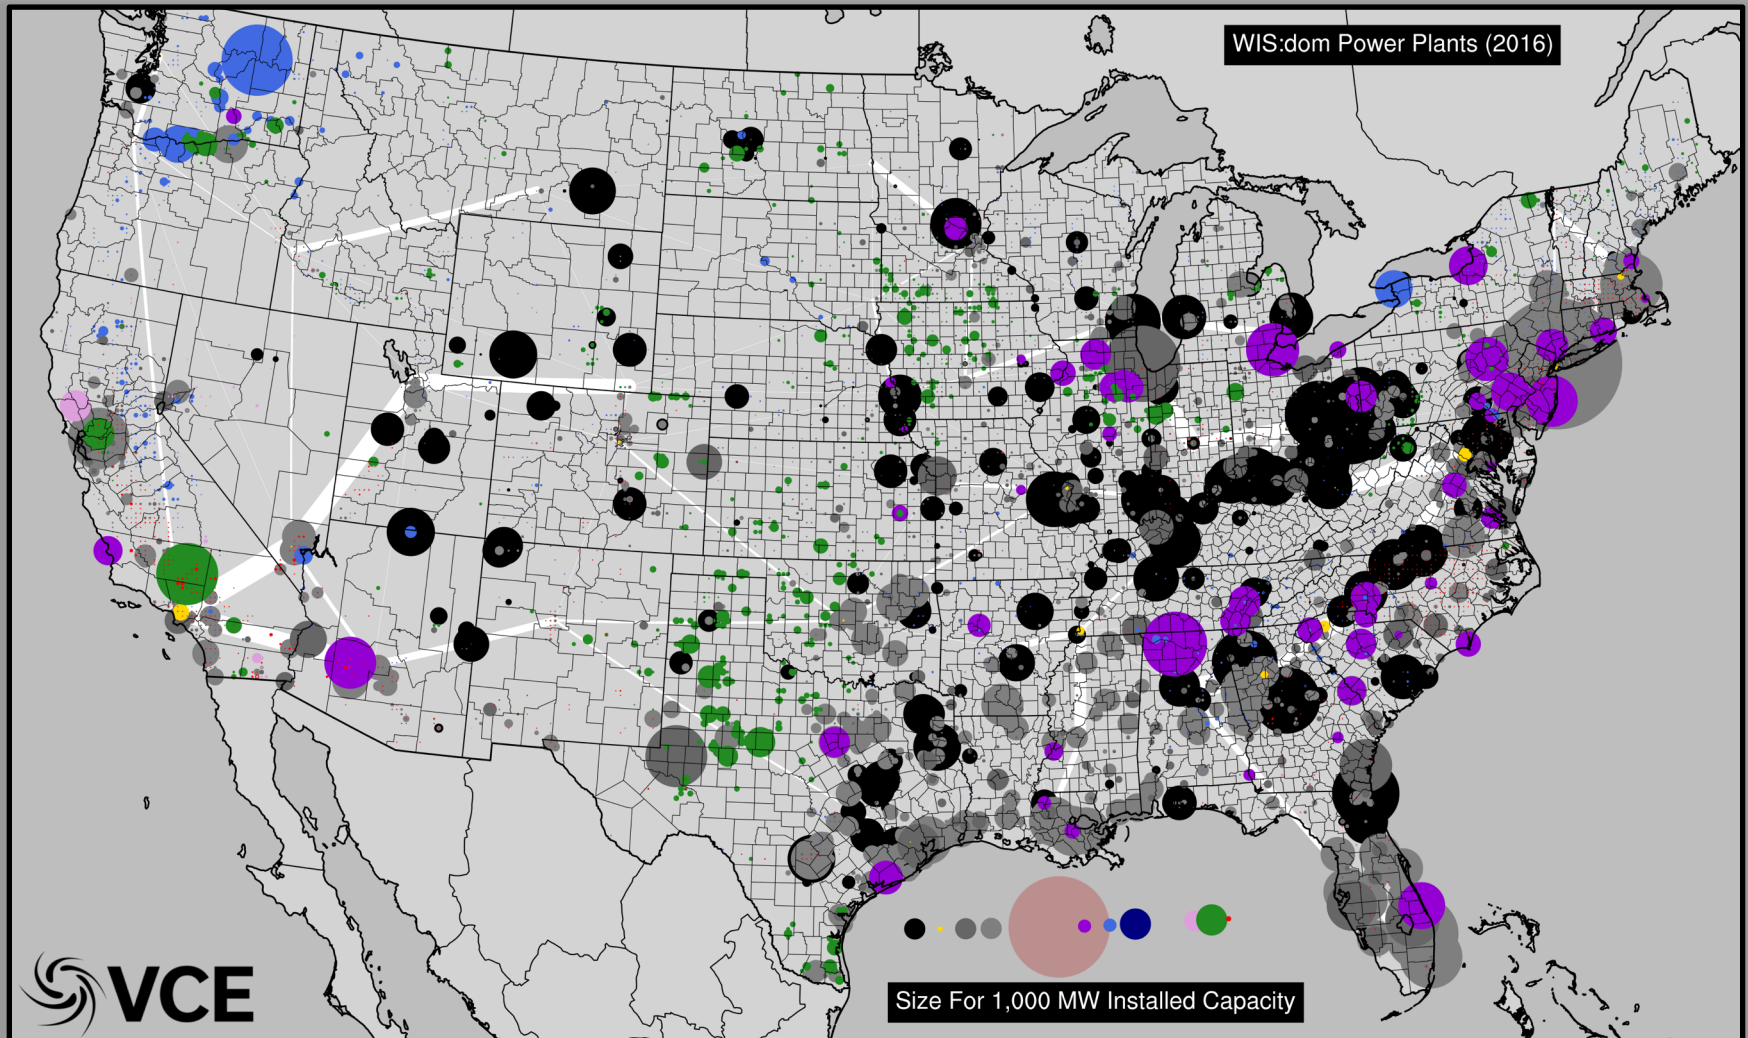 WIS:dom Power Plants (2016)
Size For 1,000 MW Installed Capacity
VCE